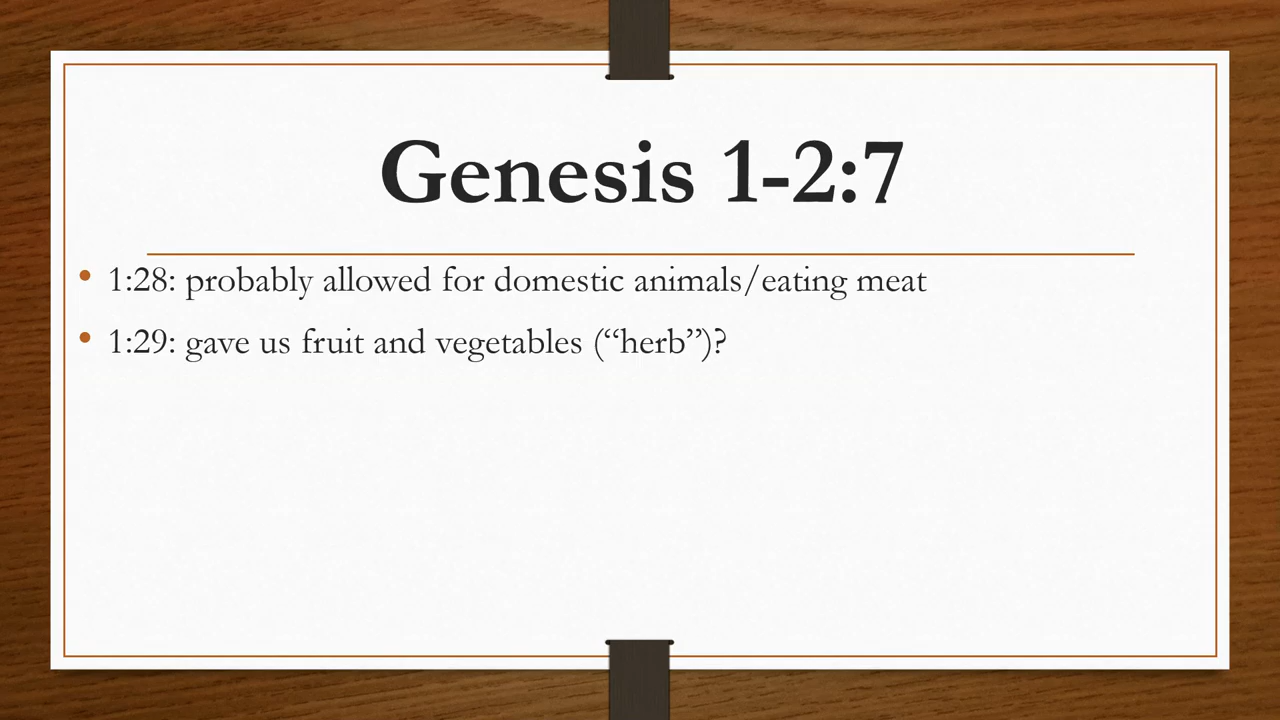 Genesis 1-2:7
• 1:28: probably allowed for domestic animals/eating meat
• 1:29: gave us fruit and vegetables (“herb”)?